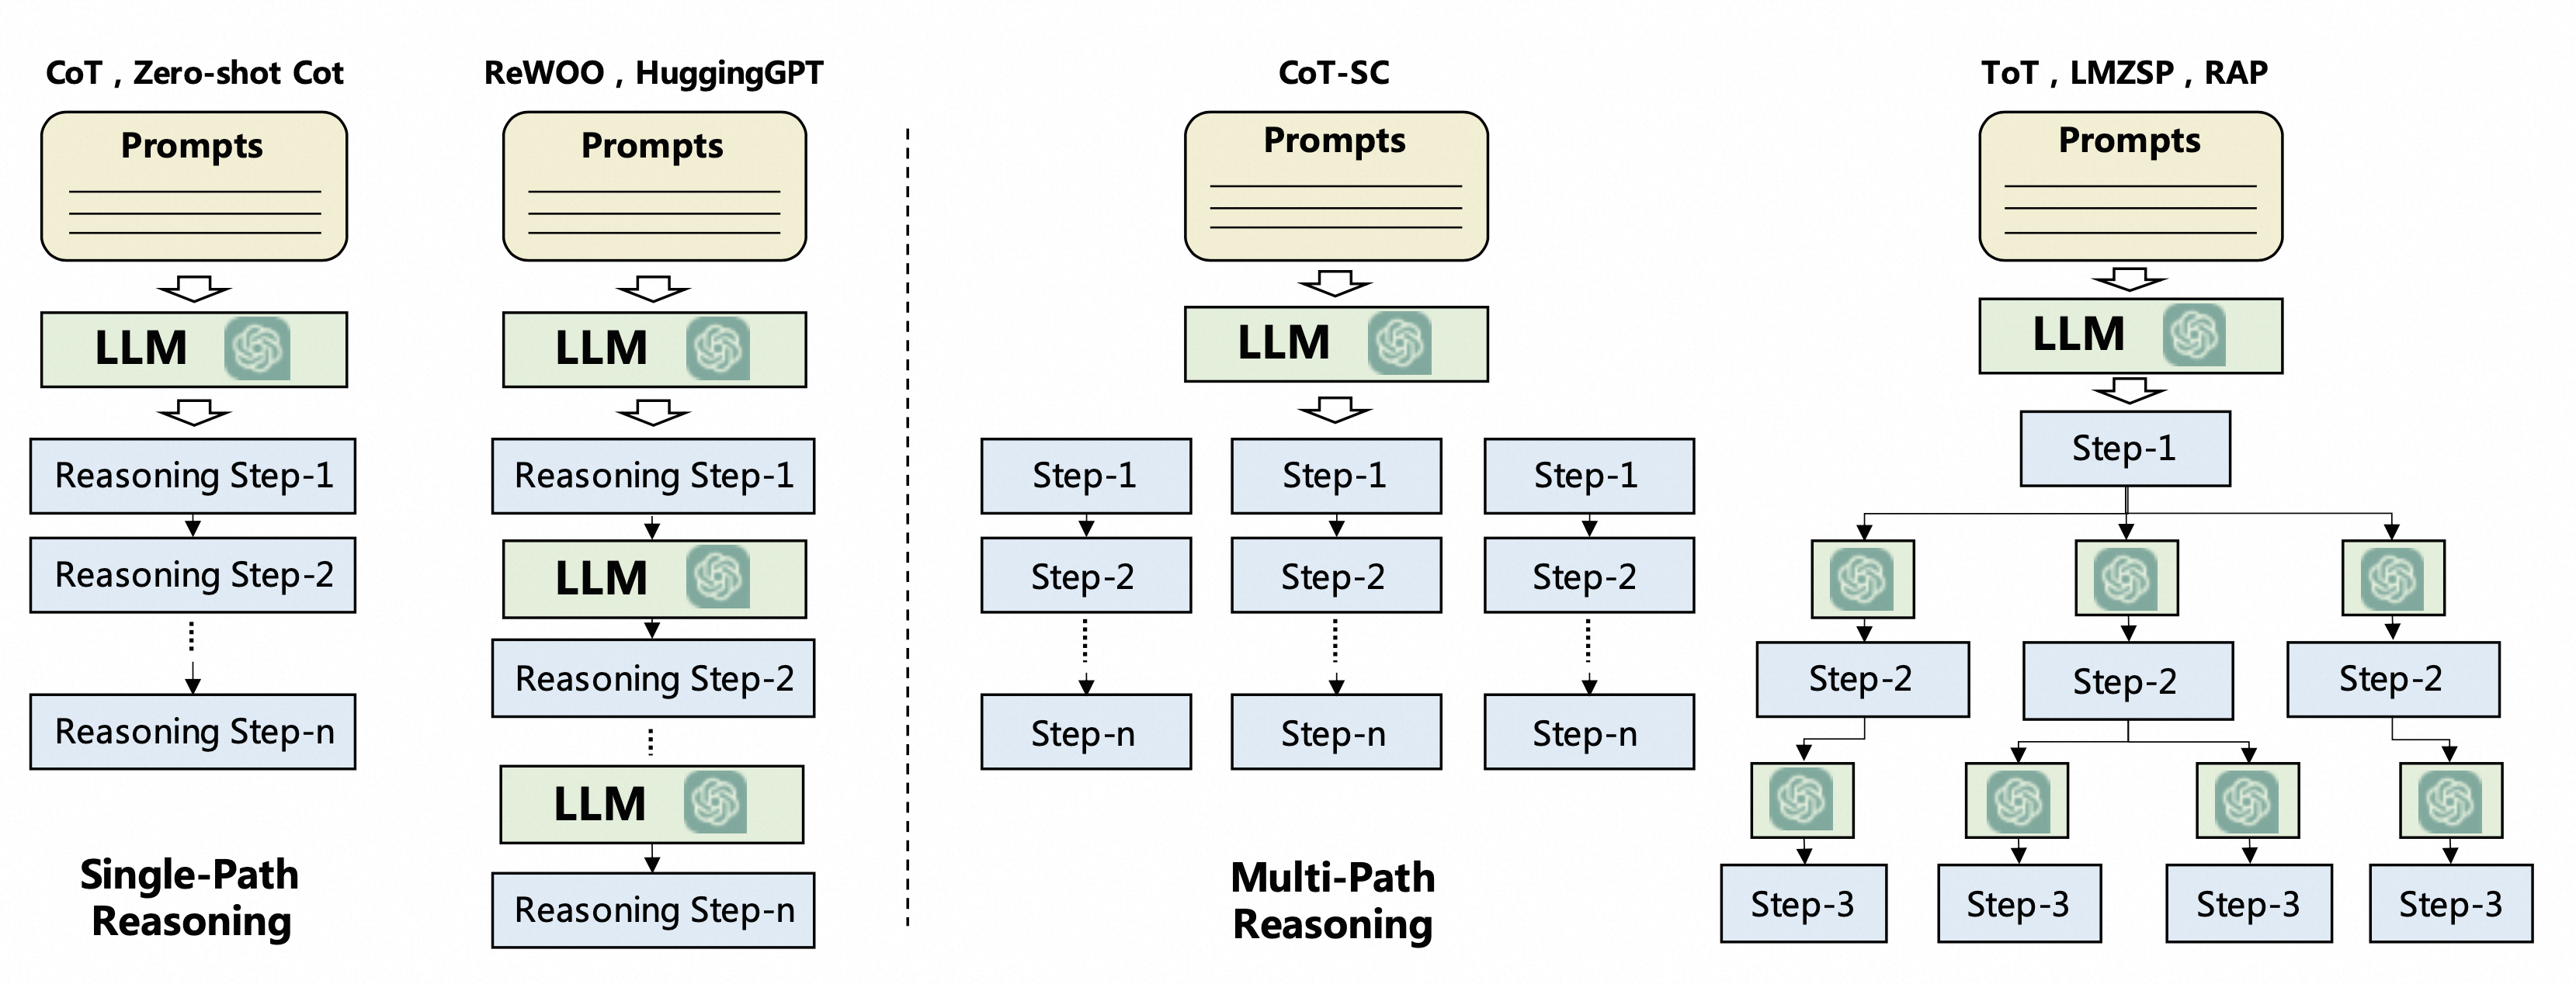 CoT , Zero-shot Cot
Prompts
LLM
Reasoning Step-1
Reasoning Step-2
Reasoning Step-n
Single-Path
Reasoning
ReWOO , HuggingGPT
Prompts
LLM
Reasoning Step-1
LLM
Reasoning Step-2
LLM
Reasoning Step-n
CoT-SC
Prompts
LLM
Step-1 Step-1 Step-1
Step-2 Step-2 Step-2
Step-n Step-n Step-n
Multi-Path
Reasoning
ToT , LMZSP , RAP
Prompts
LLM
Step-1
Step-2 Step-2 Step-2
Step-3 Step-3 Step-3 Step-3